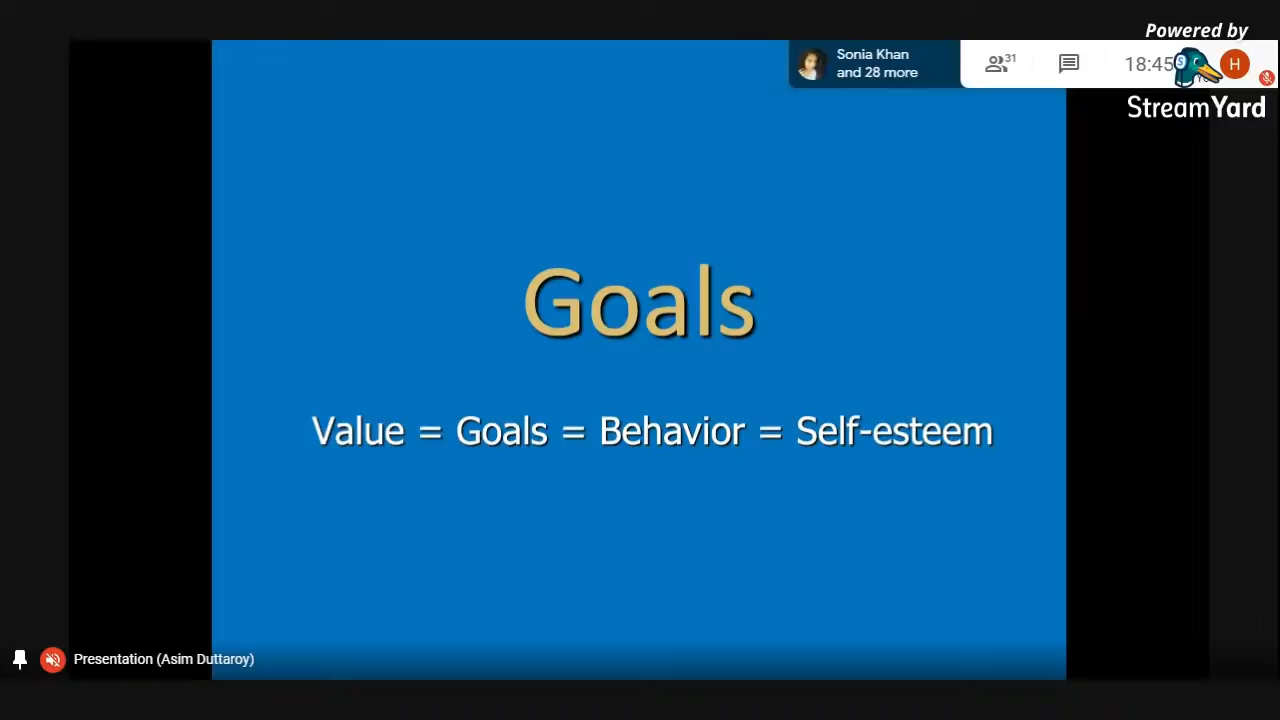 Powered by
Sonia Khan
and 28 more
31
18:45
H
StreamYard
Goals
Value = Goals = Behavior = Self-esteem
Presentation (Asim Duttaroy)